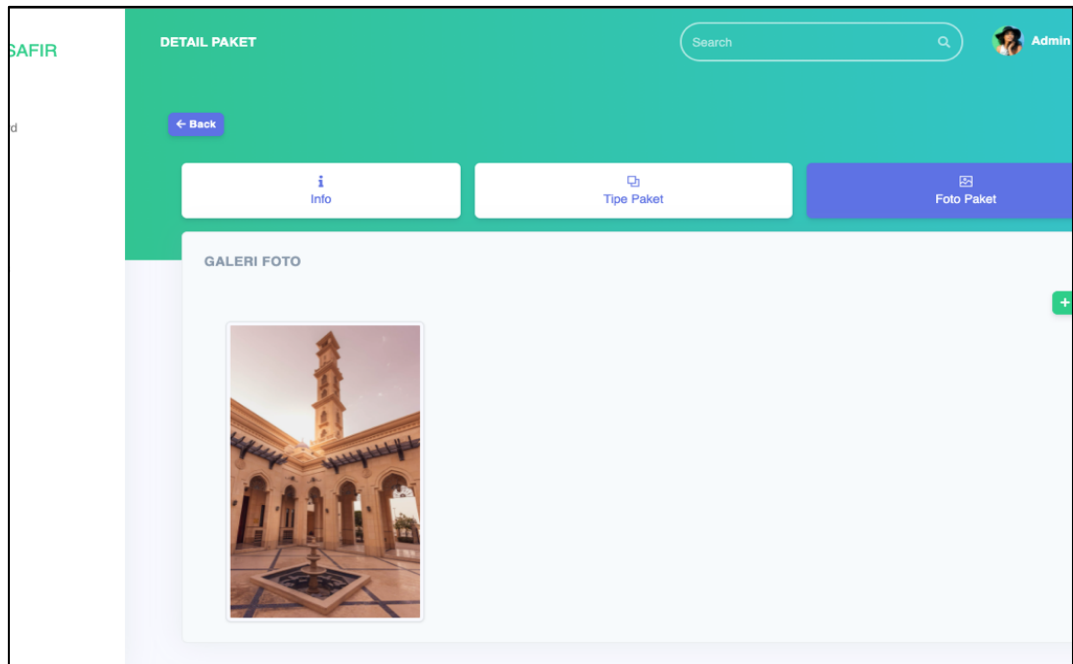 SAFIR
DETAIL PAKET
Search
Admin
d
Back
Info
Tipe Paket
Foto Paket
GALERI FOTO
+